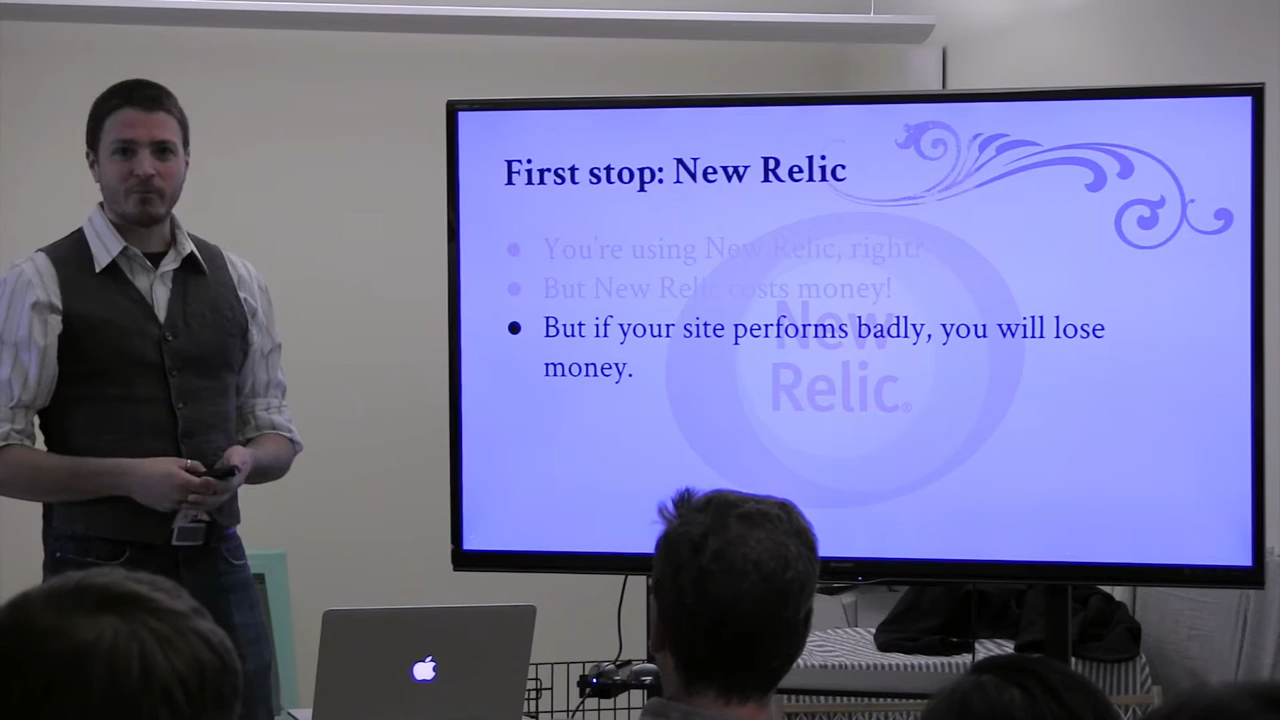 First stop: New Relic
You're using New Relic, right?
But New Relic costs money!
But if your site performs badly, you will lose
money.
New
Relic®